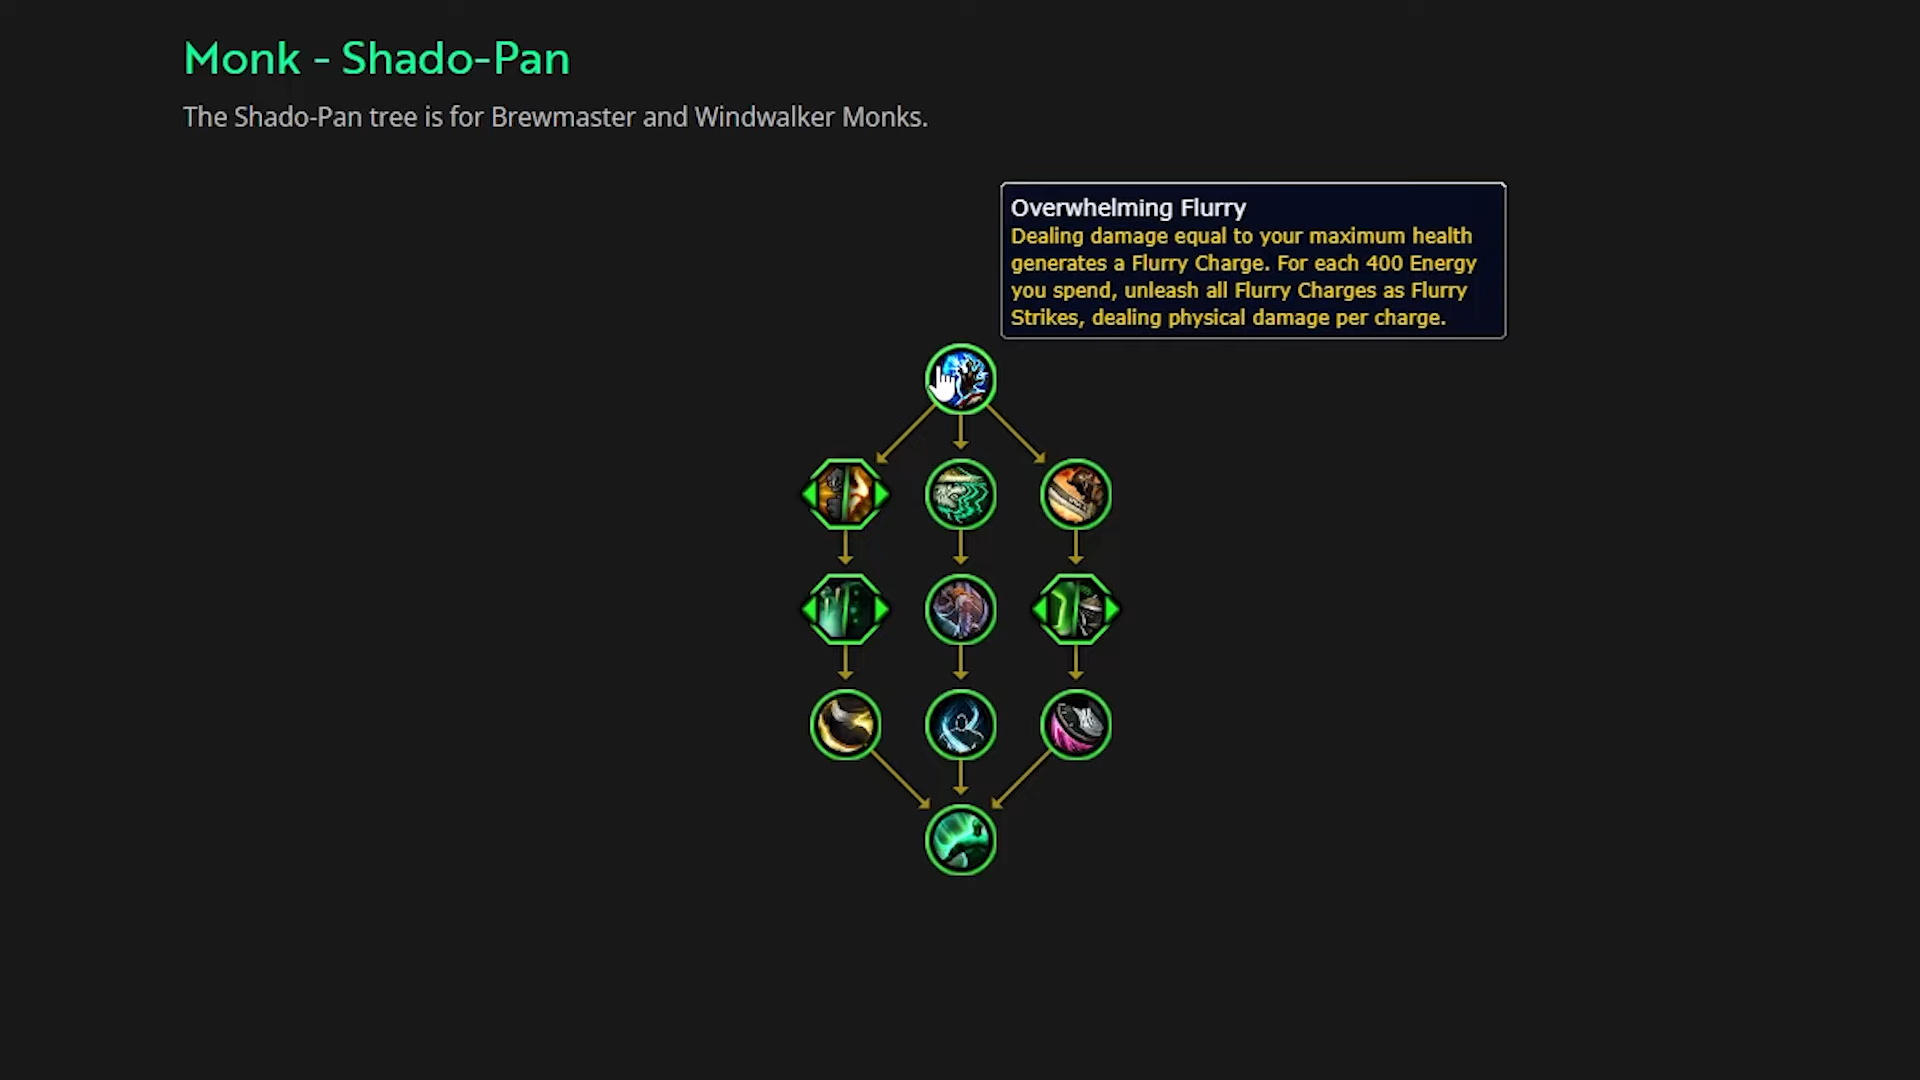 Monk - Shado-Pan
The Shado-Pan tree is for Brewmaster and Windwalker Monks.
Overwhelming Flurry
Dealing damage equal to your maximum health
generates a Flurry Charge. For each 400 Energy
you spend, unleash all Flurry Charges as Flurry
Strikes, dealing physical damage per charge.